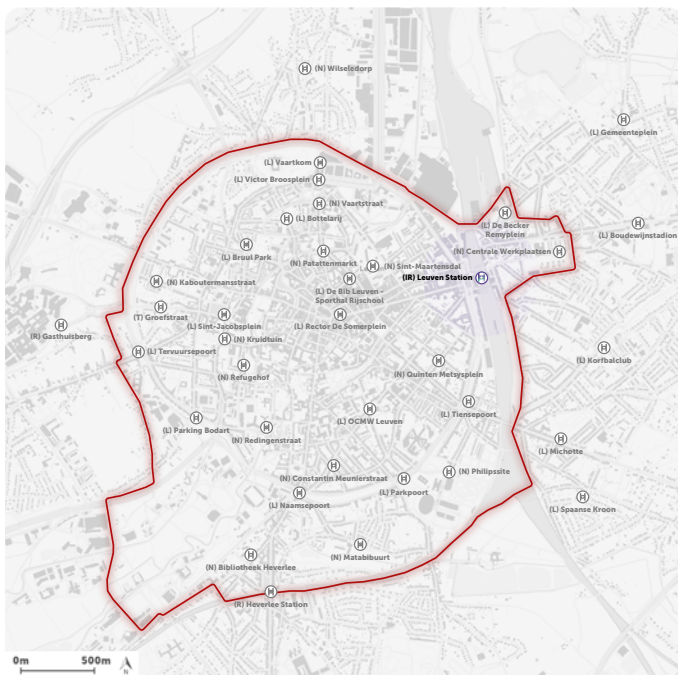 (N) Wilseledorp
(L) Gemeenteplein
(L) Vaartkom
(L) Victor Broosplein
(N) Vaartstraat
(L) Bottelarij
(L) De Becker
Remyplein
(L) Boudewijnstadion
(L) Bruul Park
(N) Patattenmarkt
(N) Centrale Werkplaatsen
(N) Sint-Maartensdal
(IR) Leuven Station
(N) Kaboutermansstraat
(L) De Bib Leuven -
Sporthal Rijschool
(T) Groefstraat
(L) Sint-Jacobsplein
(L) Rector De Somerplein
(R) Gasthuisberg
(N) Kruidtuin
(L) Tervuursepoort
(L) Korfbalclub
(N) Refugehof
(N) Quinten Metsysplein
(L) Tiensepoort
(L) OCMW Leuven
(L) Parking Bodart
(N) Redingenstraat
(L) Michotte
(N) Constantin Meunierstraat
(N) Philipssite
(L) Parkpoort
(L) Naamsepoort
(L) Spaanse Kroon
(N) Matabibuurt
(N) Bibliotheek Heverlee
(R) Heverlee Station
0m 500m
N